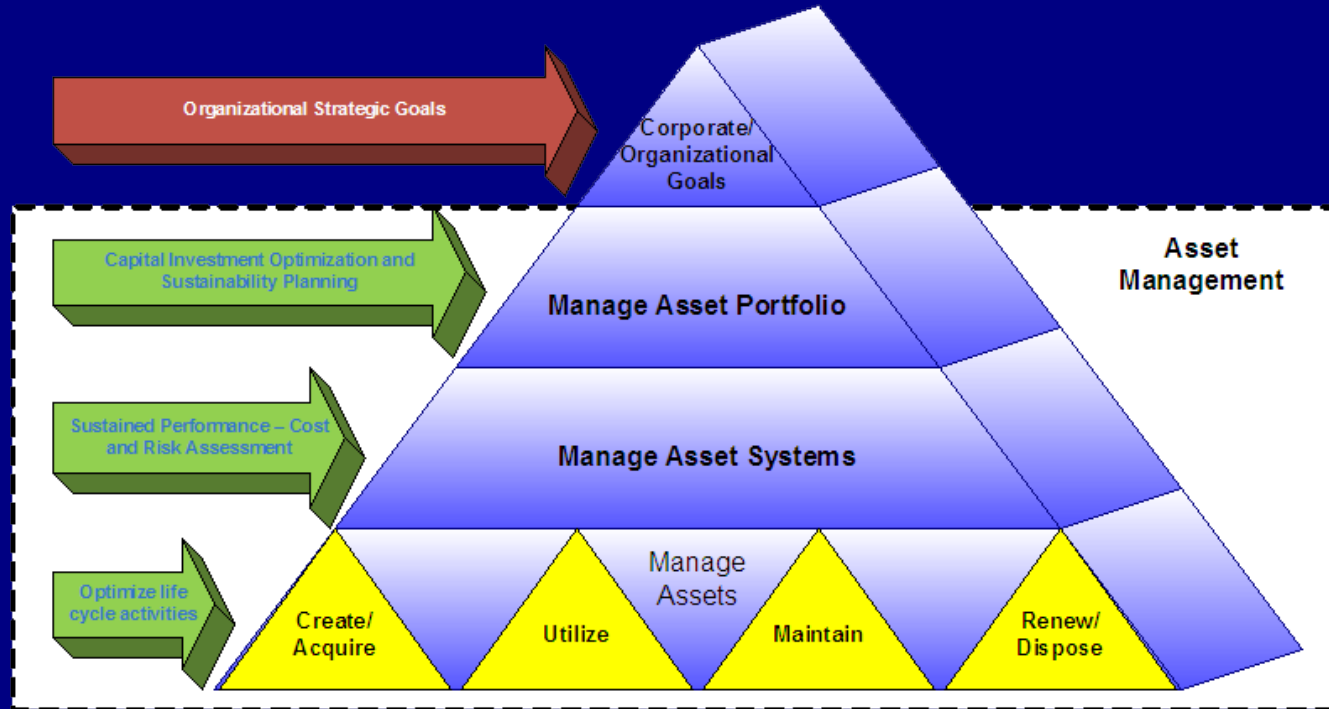 Organizational Strategic Goals
Corporate/
Organizational
Goals
Capital Investment Optimization and
Sustainability Planning
Manage Asset Portfolio
Asset
Management
Sustained Performance – Cost
and Risk Assessment
Manage Asset Systems
Optimize life
cycle activities
Manage
Assets
Create/
Acquire
Utilize
Maintain
Renew/
Dispose